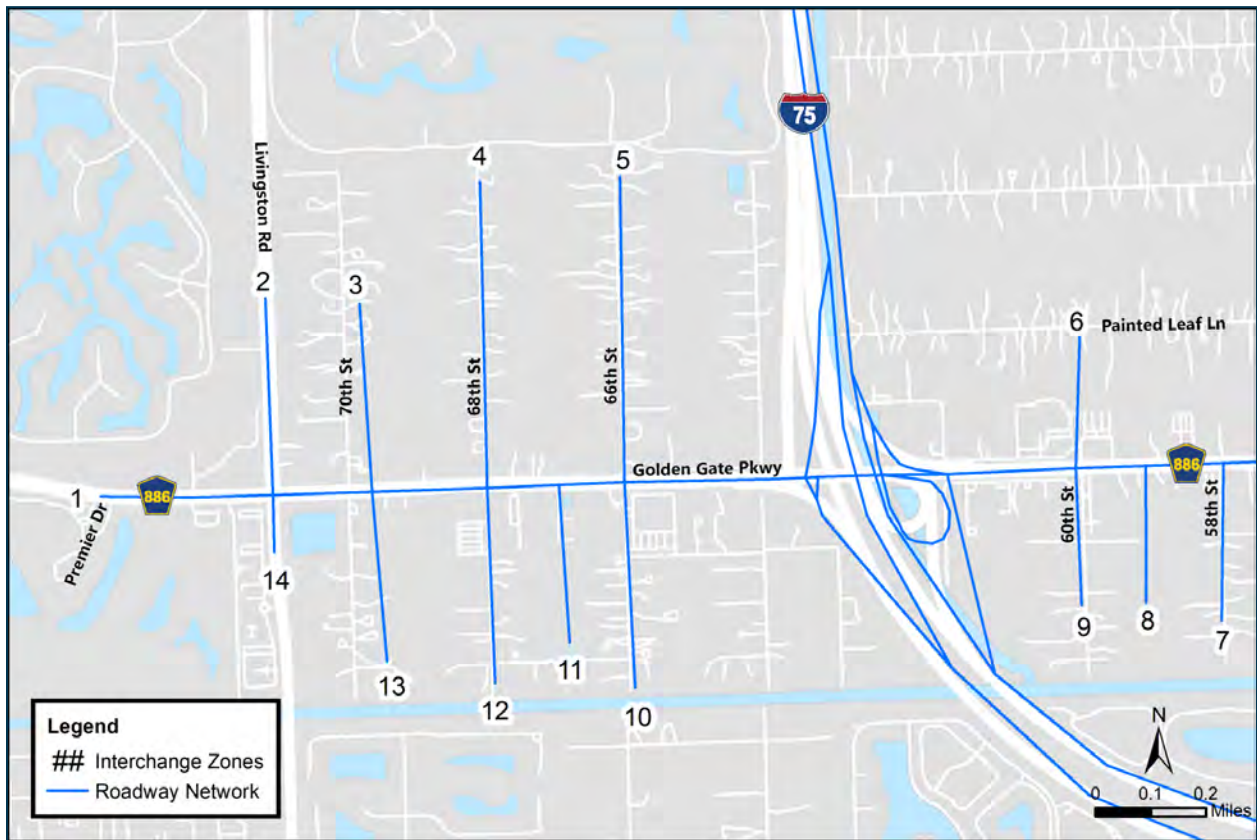 75
Livingston Rd
4
5
2
3
6
Painted Leaf Ln
70th St
68th St
66th St
Golden Gate Pkwy
886
60th St
58th St
1
886
Premier Dr
14
13
12
11
10
9
8
7
Legend
## Interchange Zones
Roadway Network
N
0 0.1 0.2
Miles